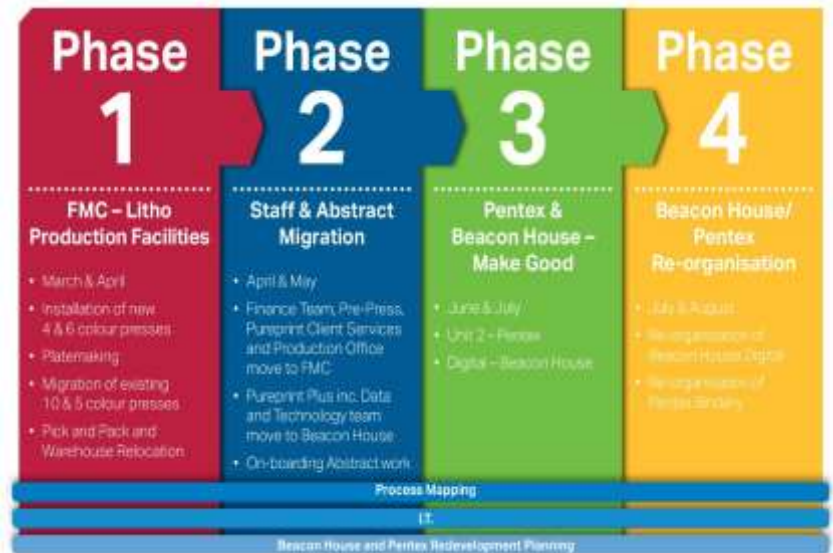 Phase
1
FMC – Litho
Production Facilities
• March & April
• Installation of new
4 & 6 colour presses
• Platemaking
• Migration of existing
10 & 5 colour presses
• Pick and Pack and
Warehouse Relocation
Phase
2
Staff & Abstract
Migration
• April & May
• Finance Team, Pre-Press,
Pureprint Client Services
and Production Office
move to FMC
• Pureprint Plus inc. Data
and Technology team
move to Beacon House
• On-boarding Abstract work
Phase
3
Pentex &
Beacon House –
Make Good
• June & July
• Unit 2 – Pentex
• Digital – Beacon House
Phase
4
Beacon House/
Pentex
Re-organisation
• July & August
• Re-organisation of
Beacon House Digital
• Re-organisation of
Pentex Bindery
Process Mapping
I.T.
Beacon House and Pentex Redevelopment Planning